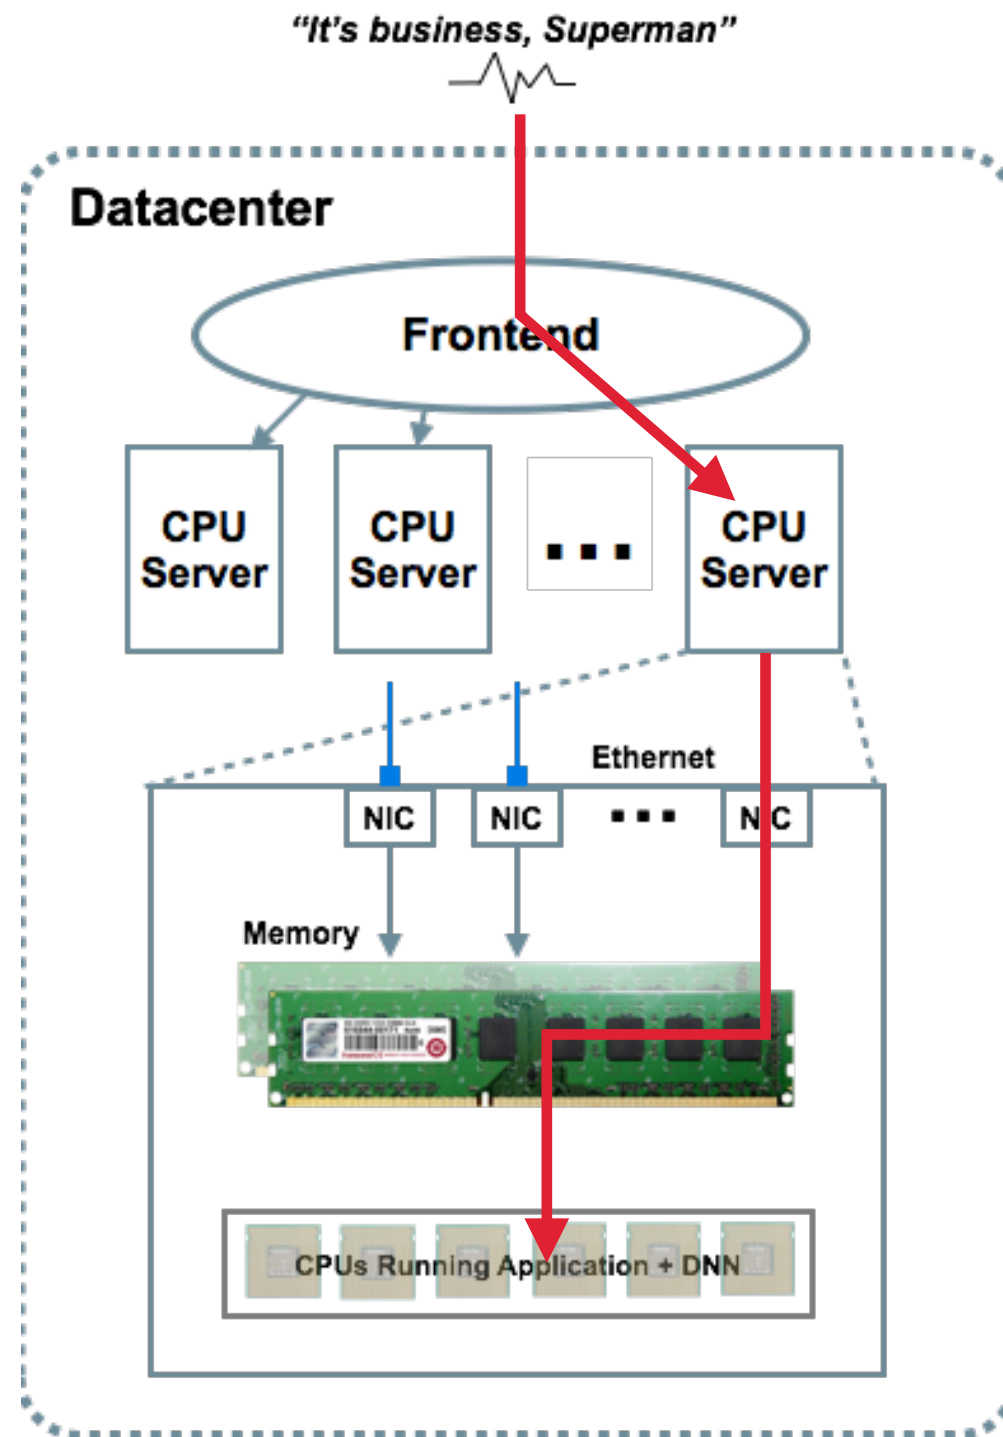 “It's business, Superman”
Datacenter
Frontend
CPU
Server
CPU
Server
...
CPU
Server
Ethernet
NIC
NIC
...
NIC
Memory
CPUs Running Application + DNN